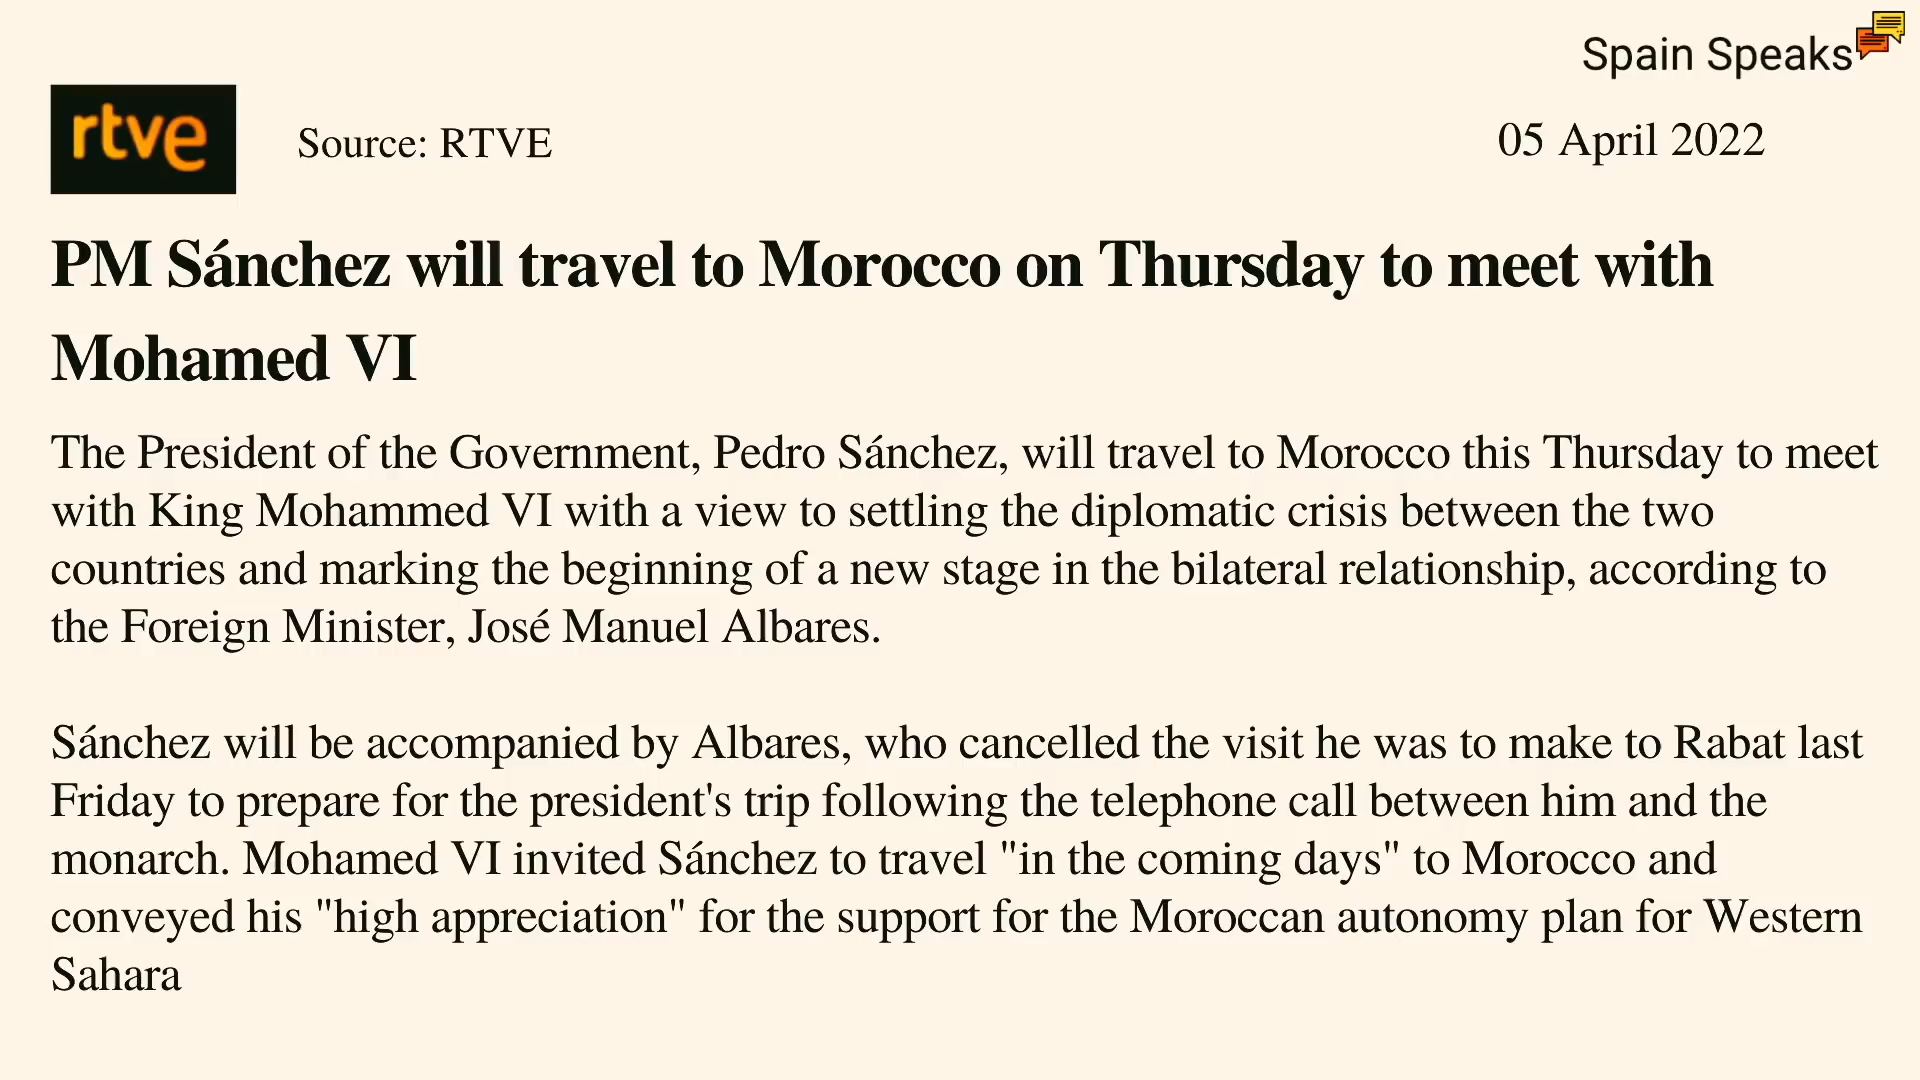 Spain Speaks
rtve
Source: RTVE
05 April 2022
PM Sánchez will travel to Morocco on Thursday to meet with
Mohamed VI
The President of the Government, Pedro Sánchez, will travel to Morocco this Thursday to meet
with King Mohammed VI with a view to settling the diplomatic crisis between the two
countries and marking the beginning of a new stage in the bilateral relationship, according to
the Foreign Minister, José Manuel Albares.
Sánchez will be accompanied by Albares, who cancelled the visit he was to make to Rabat last
Friday to prepare for the president's trip following the telephone call between him and the
monarch. Mohamed VI invited Sánchez to travel "in the coming days" to Morocco and
conveyed his "high appreciation" for the support for the Moroccan autonomy plan for Western
Sahara